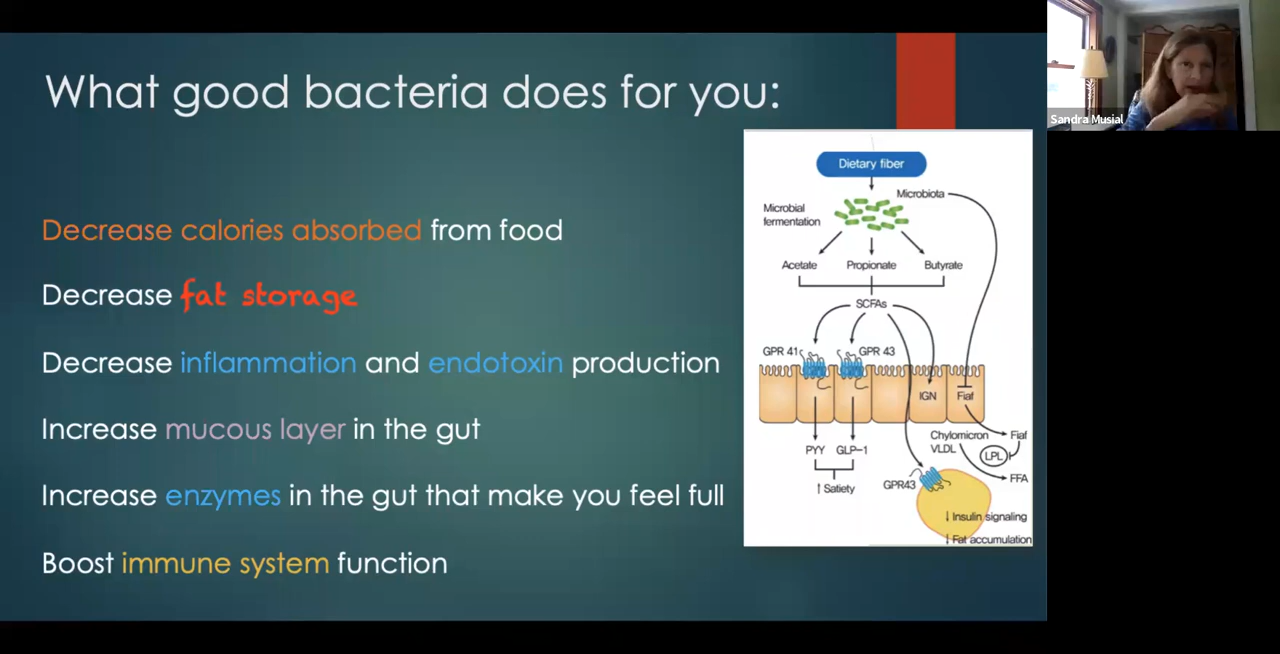 What good bacteria does for you:
Sandra Musial
Decrease calories absorbed from food
Decrease fat storage
Decrease inflammation and endotoxin production
Increase mucous layer in the gut
Increase enzymes in the gut that make you feel full
Boost immune system function
Dietary fiber
Microbiota
Microbial
fermentation
Acetate Propionate Butyrate
SCFAs
GPR 41 GPR 43
IGN Fiaf
PYY GLP-1
↑ Satiety
Chylomicron
VLDL
Fiaf
LPL
FFA
GPR43
↓ Insulin signaling
↓ Fat accumulation